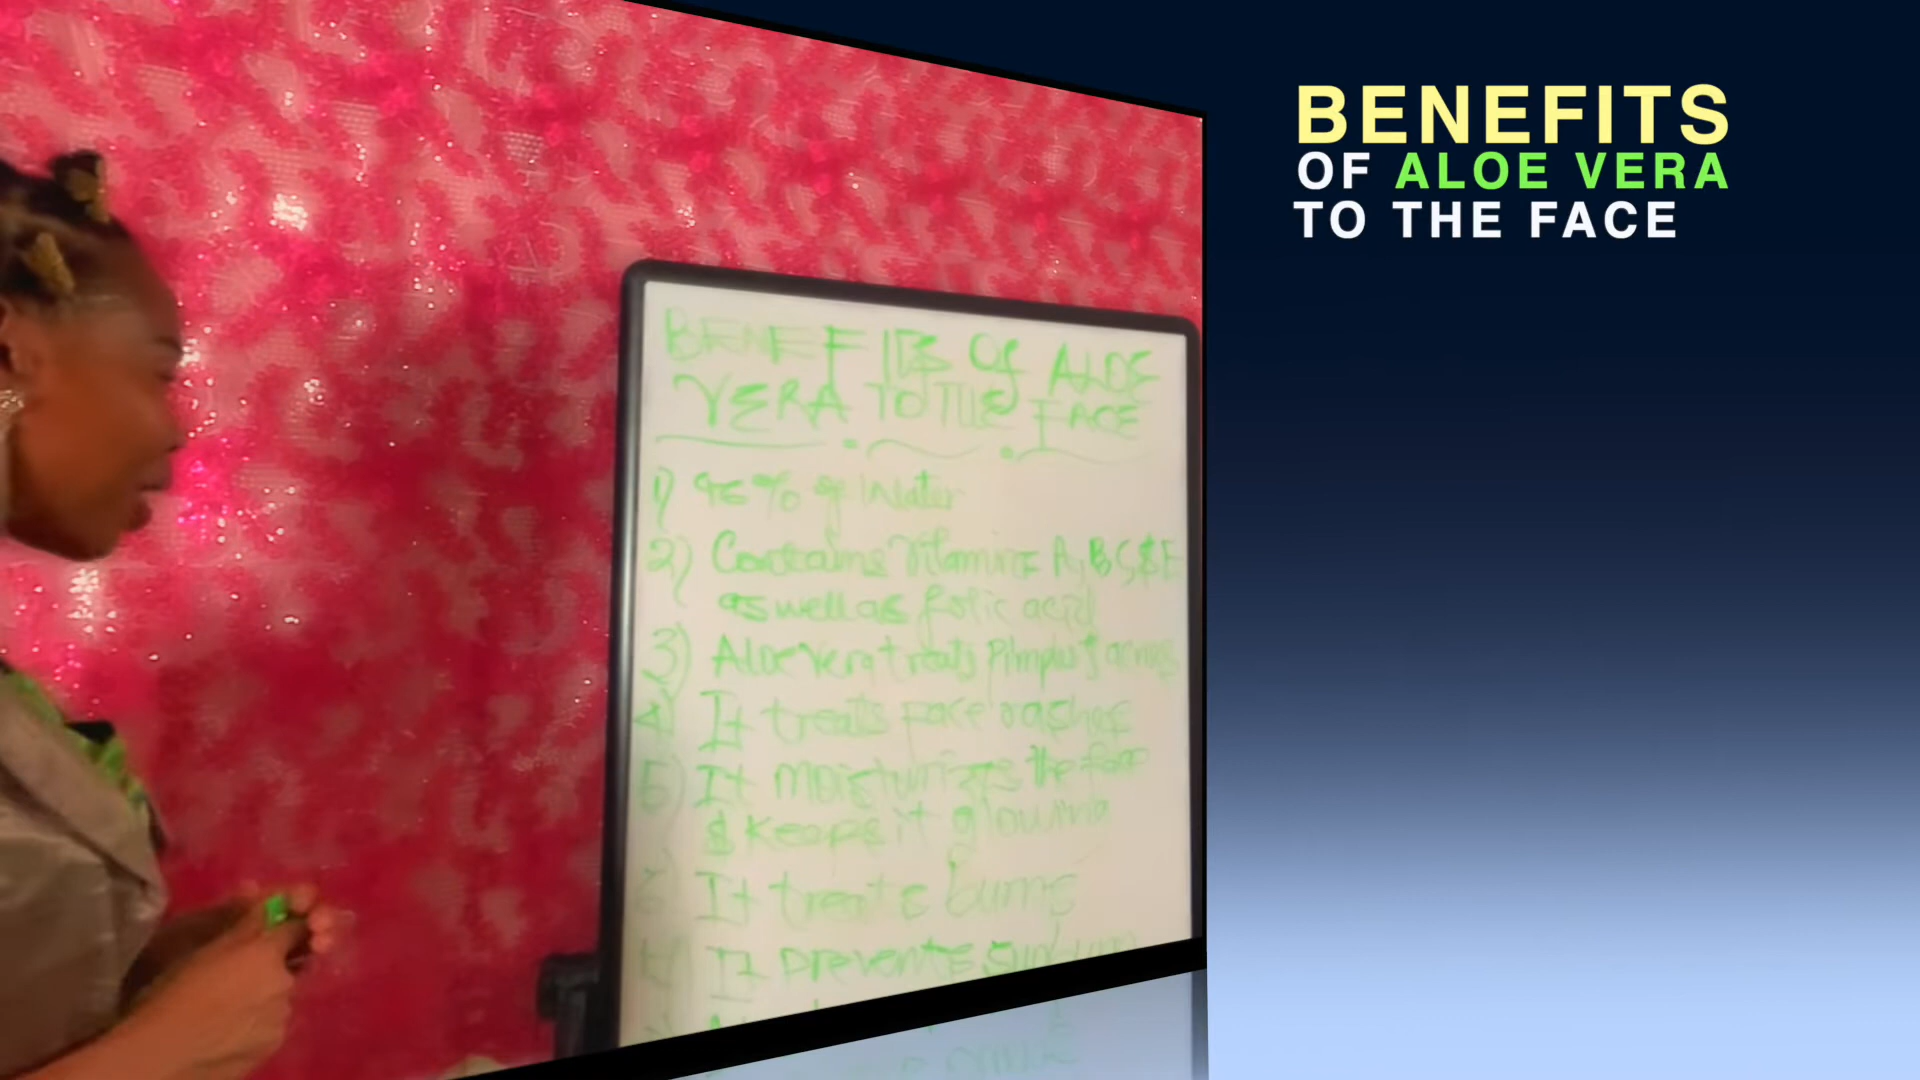 BENEFITS
OF ALOE VERA
TO THE FACE
BENEFITS Of ALOE
VERA TO THE FACE
1) 95% of Water
2) Contains Vitamins A, B C, & E
as well as folic acid
3) Aloe vera treats Pimples &
4) It treats face rashes
5) It moisturizes the face
& keeps it glowing
6) It treats burns
It prevents